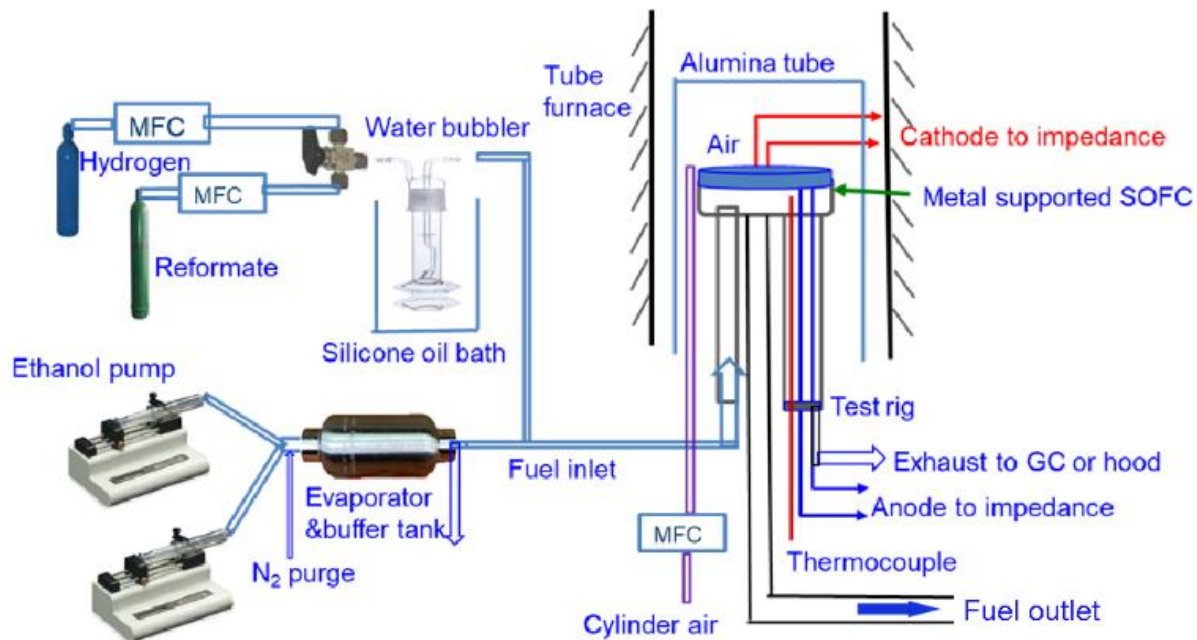 MFC
Hydrogen
MFC
Reformate
Water bubbler
Silicone oil bath
Ethanol pump
Evaporator
&buffer tank
N₂ purge
Fuel inlet
Tube
furnace
Alumina tube
Air
Cathode to impedance
Metal supported SOFC
Test rig
Exhaust to GC or hood
Anode to impedance
MFC
Thermocouple
Cylinder air
Fuel outlet